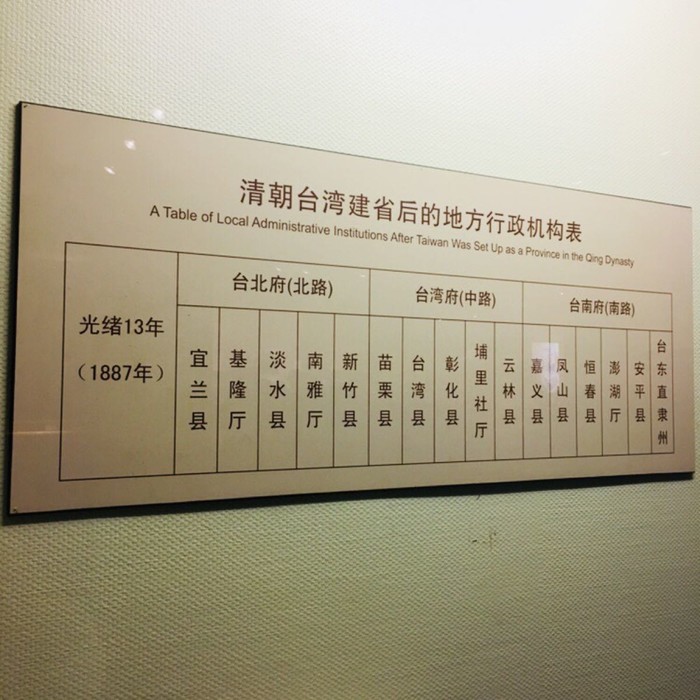 清朝台湾建省后的地方行政机构表
A Table of Local Administrative Institutions After Taiwan Was Set Up as a Province in the Qing Dynasty
光绪13年
（1887年）
台北府(北路)
台湾府(中路)
台南府(南路)
宜兰县
基隆厅
淡水县
南雅厅
新竹县
苗栗县
台湾县
彰化县
埔里社厅
云林县
嘉义县
凤山县
恒春县
澎湖厅
安平县
台东直隶州